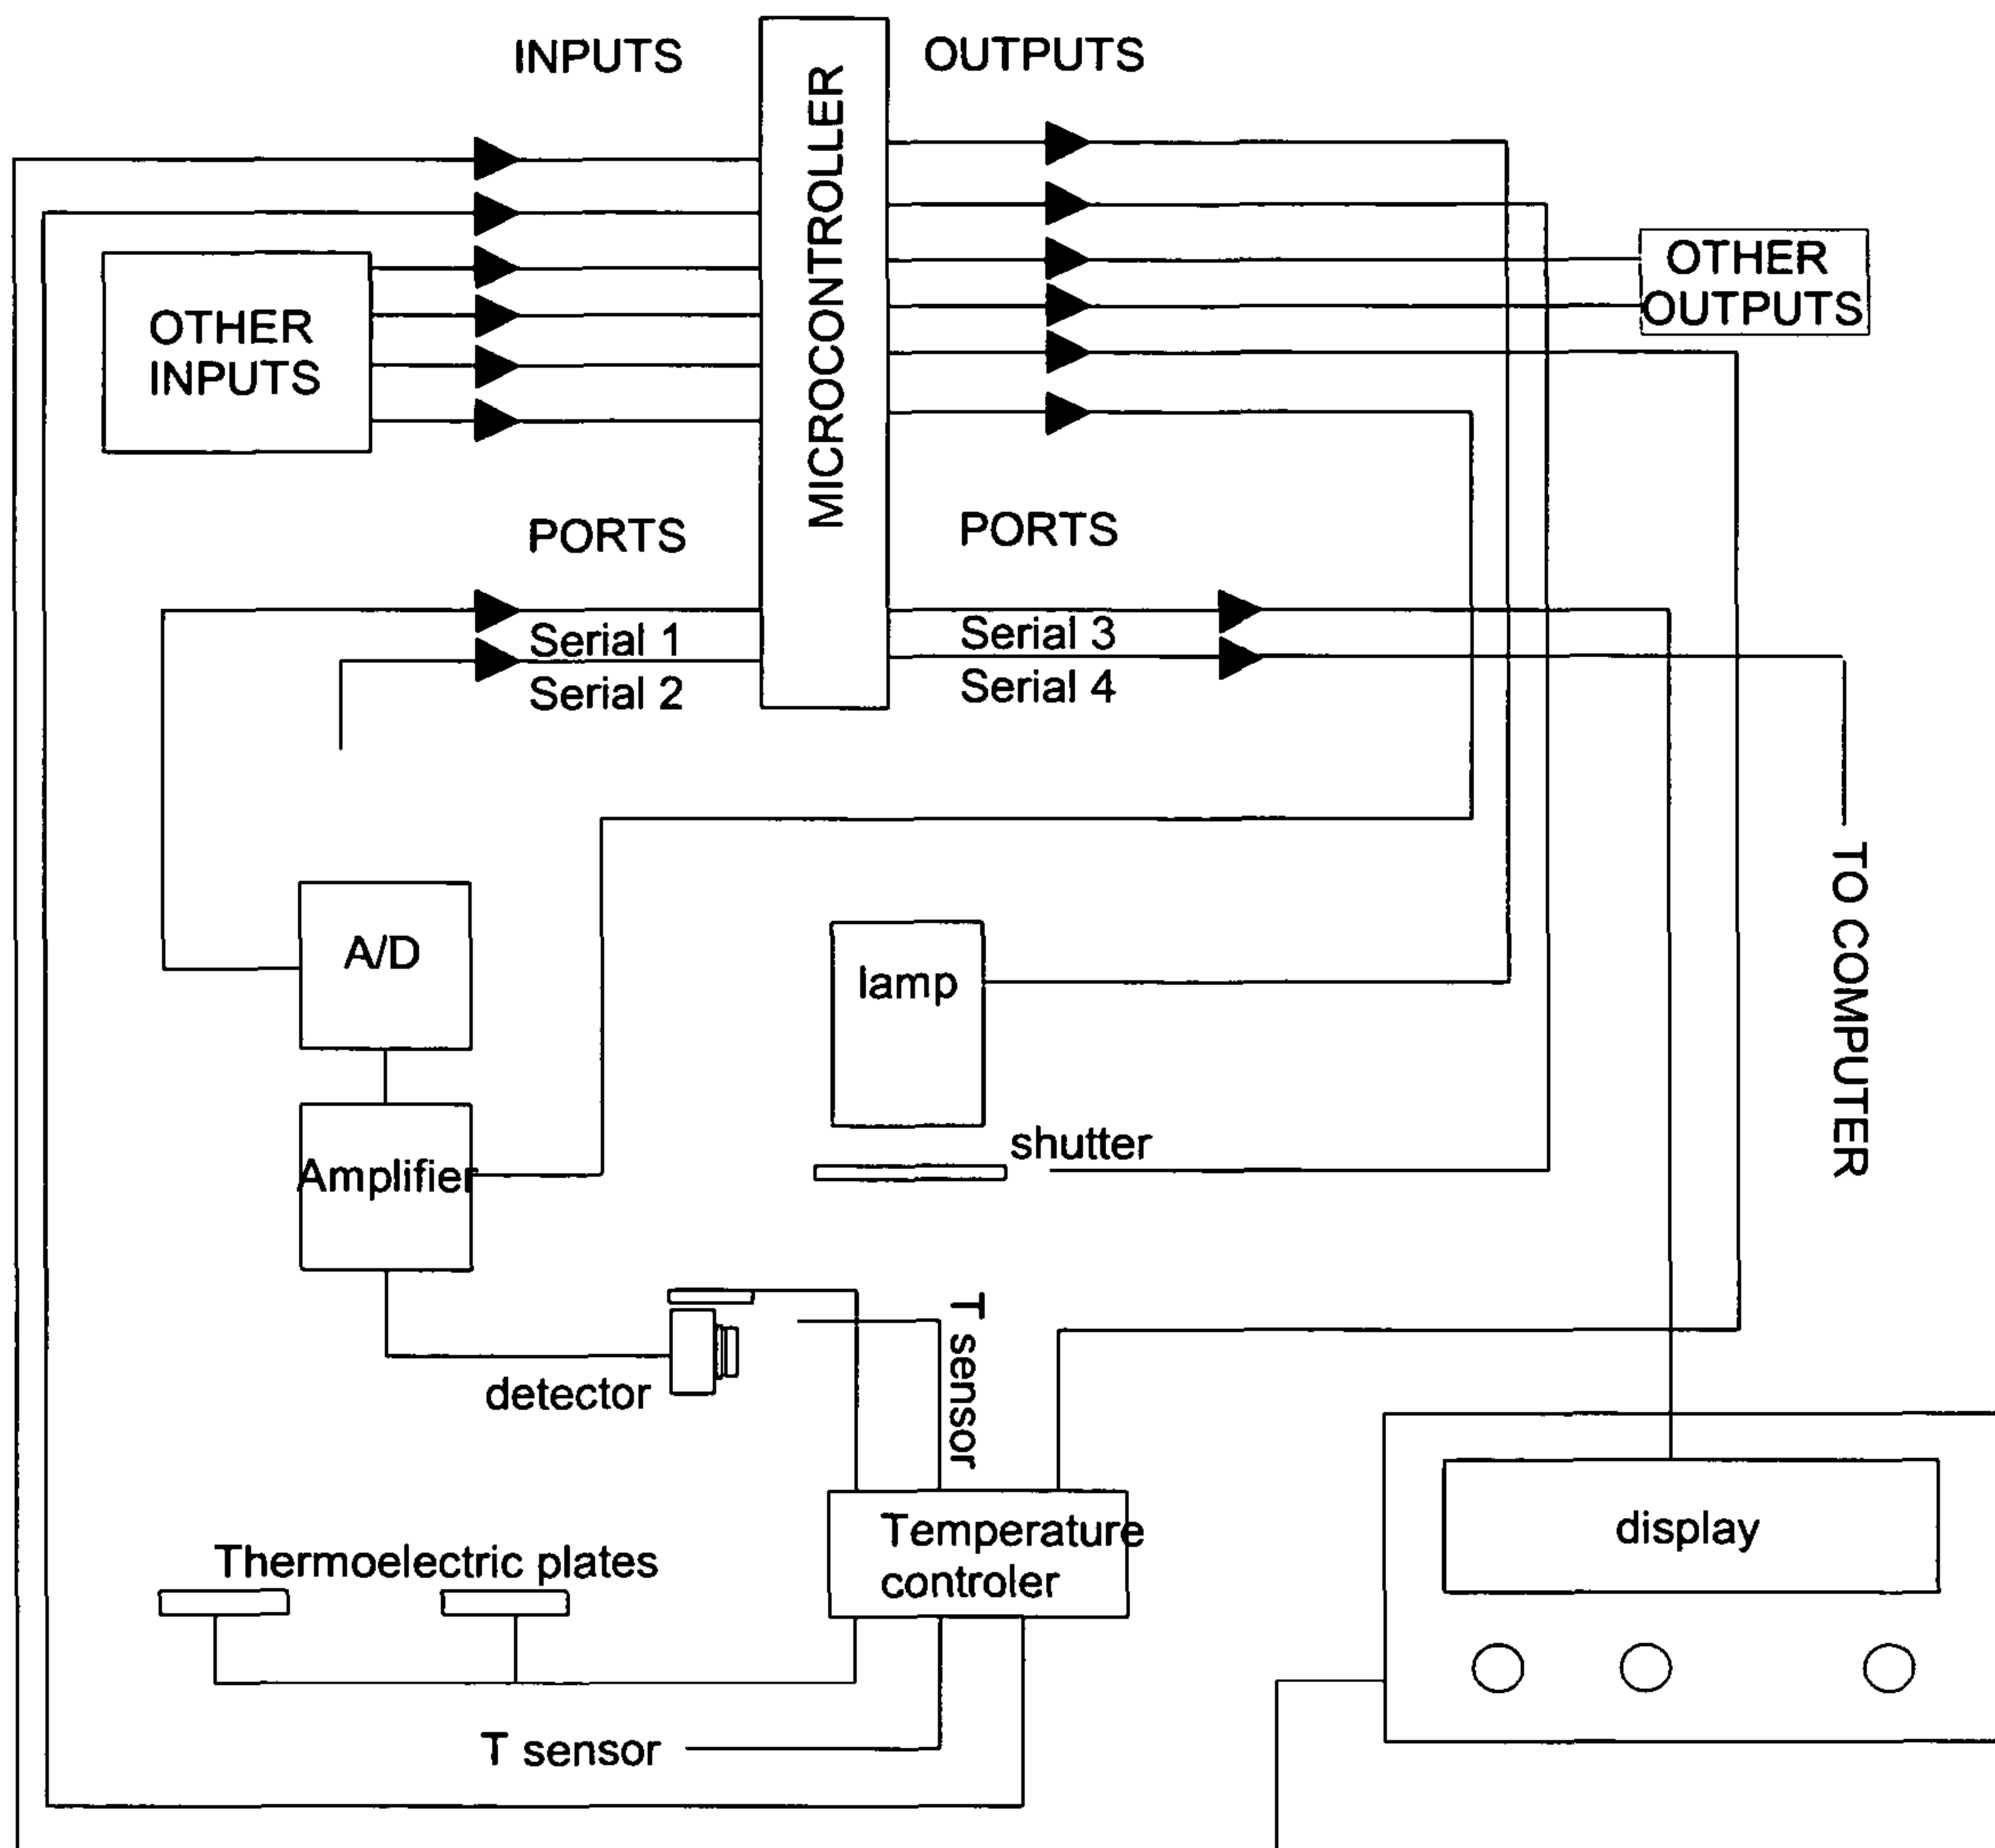 INPUTS
OUTPUTS
MICROCONTROLLER
OTHER
INPUTS
OTHER
OUTPUTS
PORTS
PORTS
Serial 1
Serial 2
Serial 3
Serial 4
TO COMPUTER
A/D
lamp
Amplifier
shutter
T sensor
detector
Temperature
controler
Thermoelectric plates
T sensor
display